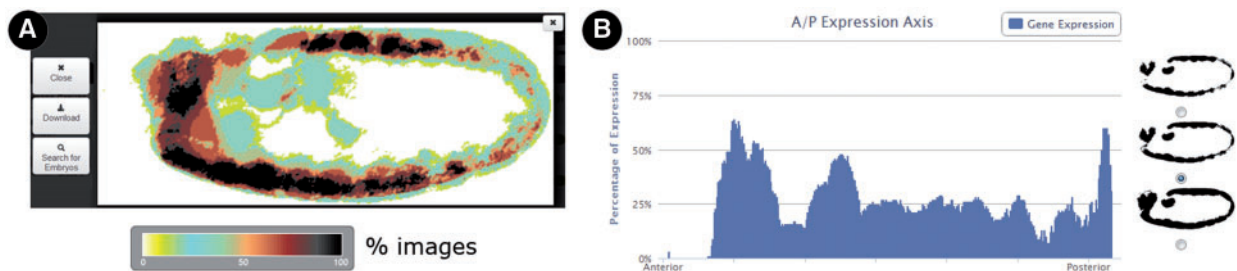 A
Close
Download
Search for
Embryos
0
50
100
% images
B
A/P Expression Axis
Gene Expression
Percentage of Expression
100%
75%
50%
25%
0%
Anterior
Posterior